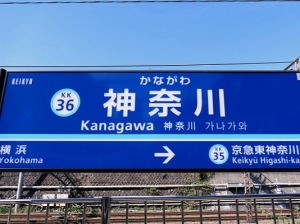 KEIKYU
KK
36
かながわ
神奈川
Kanagawa 神奈川 가나가와
横浜
Yokohama
→
KK
35
京急東神奈川
Keikyū Higashi-ka